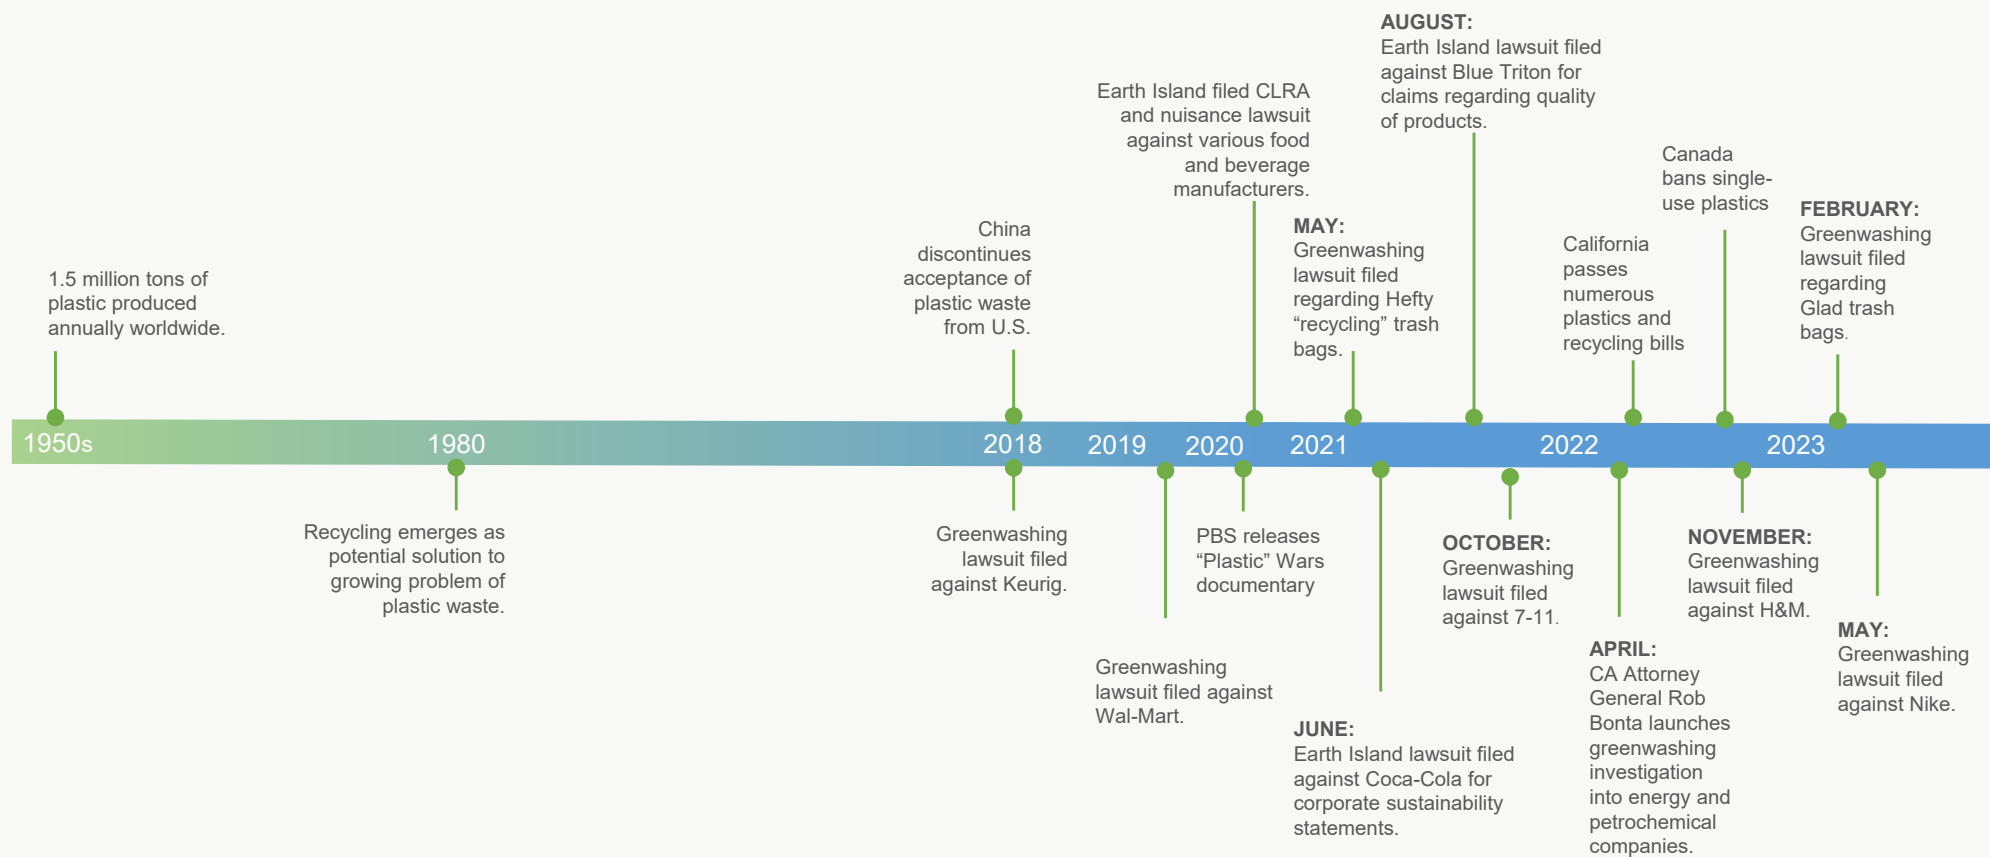 1.5 million tons of
plastic produced
annually worldwide.
China
discontinues
acceptance of
plastic waste
from U.S.
Earth Island filed CLRA
and nuisance lawsuit
against various food
and beverage
manufacturers.
MAY:
Greenwashing
lawsuit filed
regarding Hefty
“recycling” trash
bags.
AUGUST:
Earth Island lawsuit filed
against Blue Triton for
claims regarding quality
of products.
California
passes
numerous
plastics and
recycling bills
Canada
bans single-
use plastics
FEBRUARY:
Greenwashing
lawsuit filed
regarding
Glad trash
bags.
1950s 1980 2018 2019 2020 2021 2022 2023
Recycling emerges as
potential solution to
growing problem of
plastic waste.
Greenwashing
lawsuit filed
against Keurig.
Greenwashing
lawsuit filed against
Wal-Mart.
PBS releases
“Plastic” Wars
documentary
JUNE:
Earth Island lawsuit filed
against Coca-Cola for
corporate sustainability
statements.
OCTOBER:
Greenwashing
lawsuit filed
against 7-11.
APRIL:
CA Attorney
General Rob
Bonta launches
greenwashing
investigation
into energy and
petrochemical
companies.
NOVEMBER:
Greenwashing
lawsuit filed
against H&M.
MAY:
Greenwashing
lawsuit filed
against Nike.